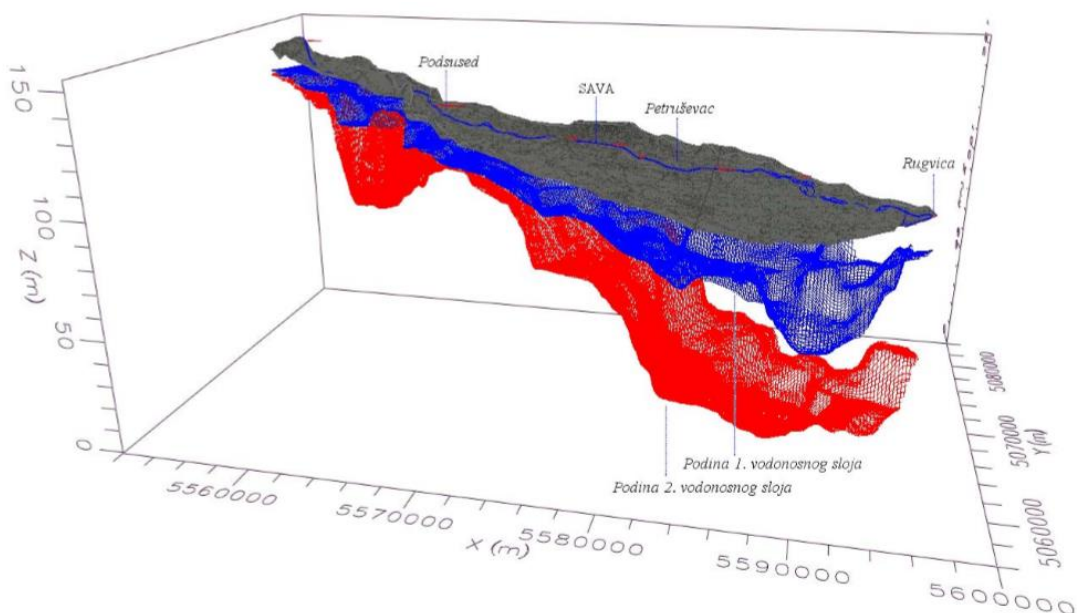 150
100
50
0
Z (m)
Podsused
SAVA
Petruševac
Rugvica
Podina 1. vodonosnog sloja
Podina 2. vodonosnog sloja
5560000
5570000
5580000
5590000
5600000
X (m)
5080000
5070000
5060000
Y (m)